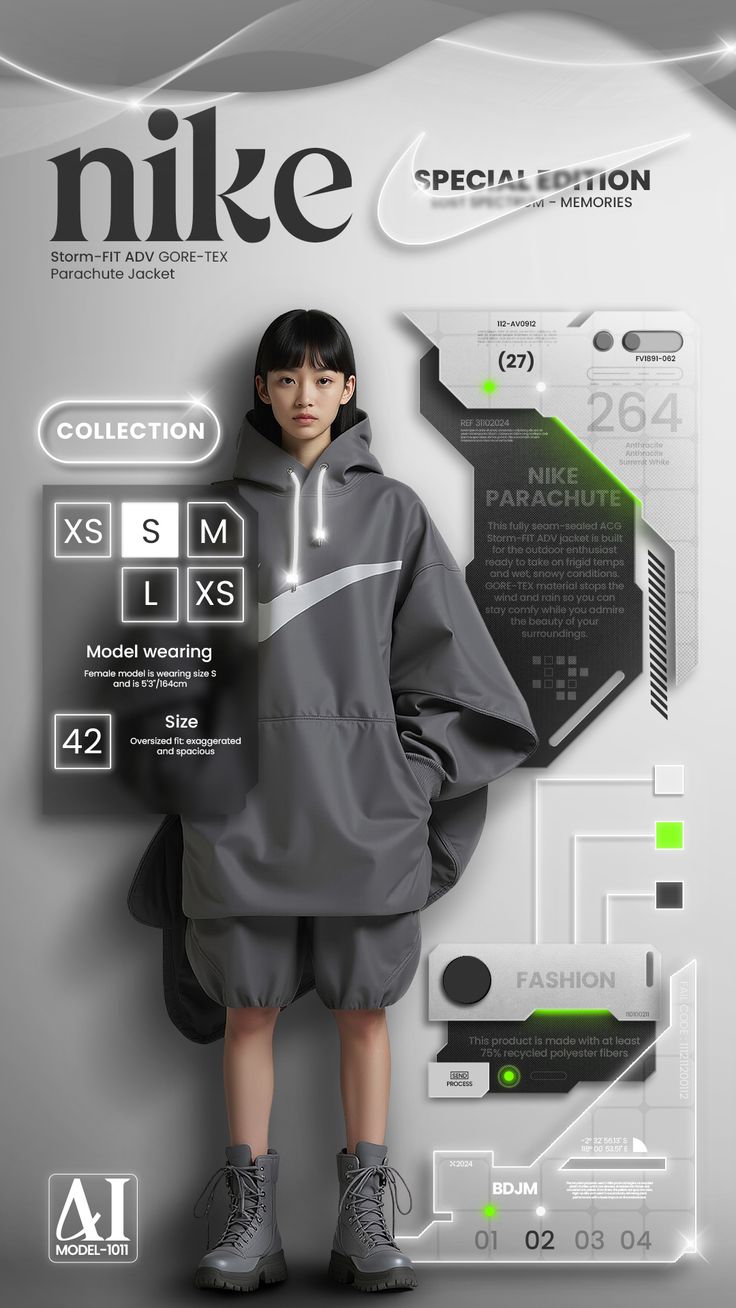 nike
Storm-FIT ADV GORE-TEX
Parachute Jacket
SPECIAL EDITION
- MEMORIES
COLLECTION
XS S M
L XS
Model wearing
Female model is wearing size S
and is 5'3"/164cm
42
Size
Oversized fit: exaggerated
and spacious
112-AV0912
(27)
FV1691-062
264
Anthracite
Anthracite
Summit White
REF 31102024
NIKE
PARACHUTE
This fully seam-sealed ACG
Storm-FIT ADV jacket is built
for the outdoor enthusiast
ready to take on frigid temps
and wet, snowy conditions.
GORE-TEX material stops the
wind and rain so you can
stay comfy while you admire
the beauty of your
surroundings.
FASHION
This product is made with at least
75% recycled polyester fibers
SEND
PROCESS
X2024
BDJM
01 02 03 04
AI
MODEL-1011